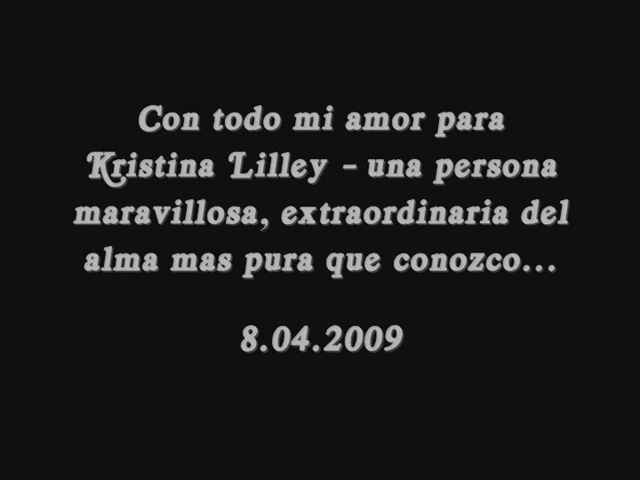 Con todo mi amor para
Kristina Lilley - una persona
maravillosa, extraordinaria del
alma mas pura que conozco...
8.04.2009